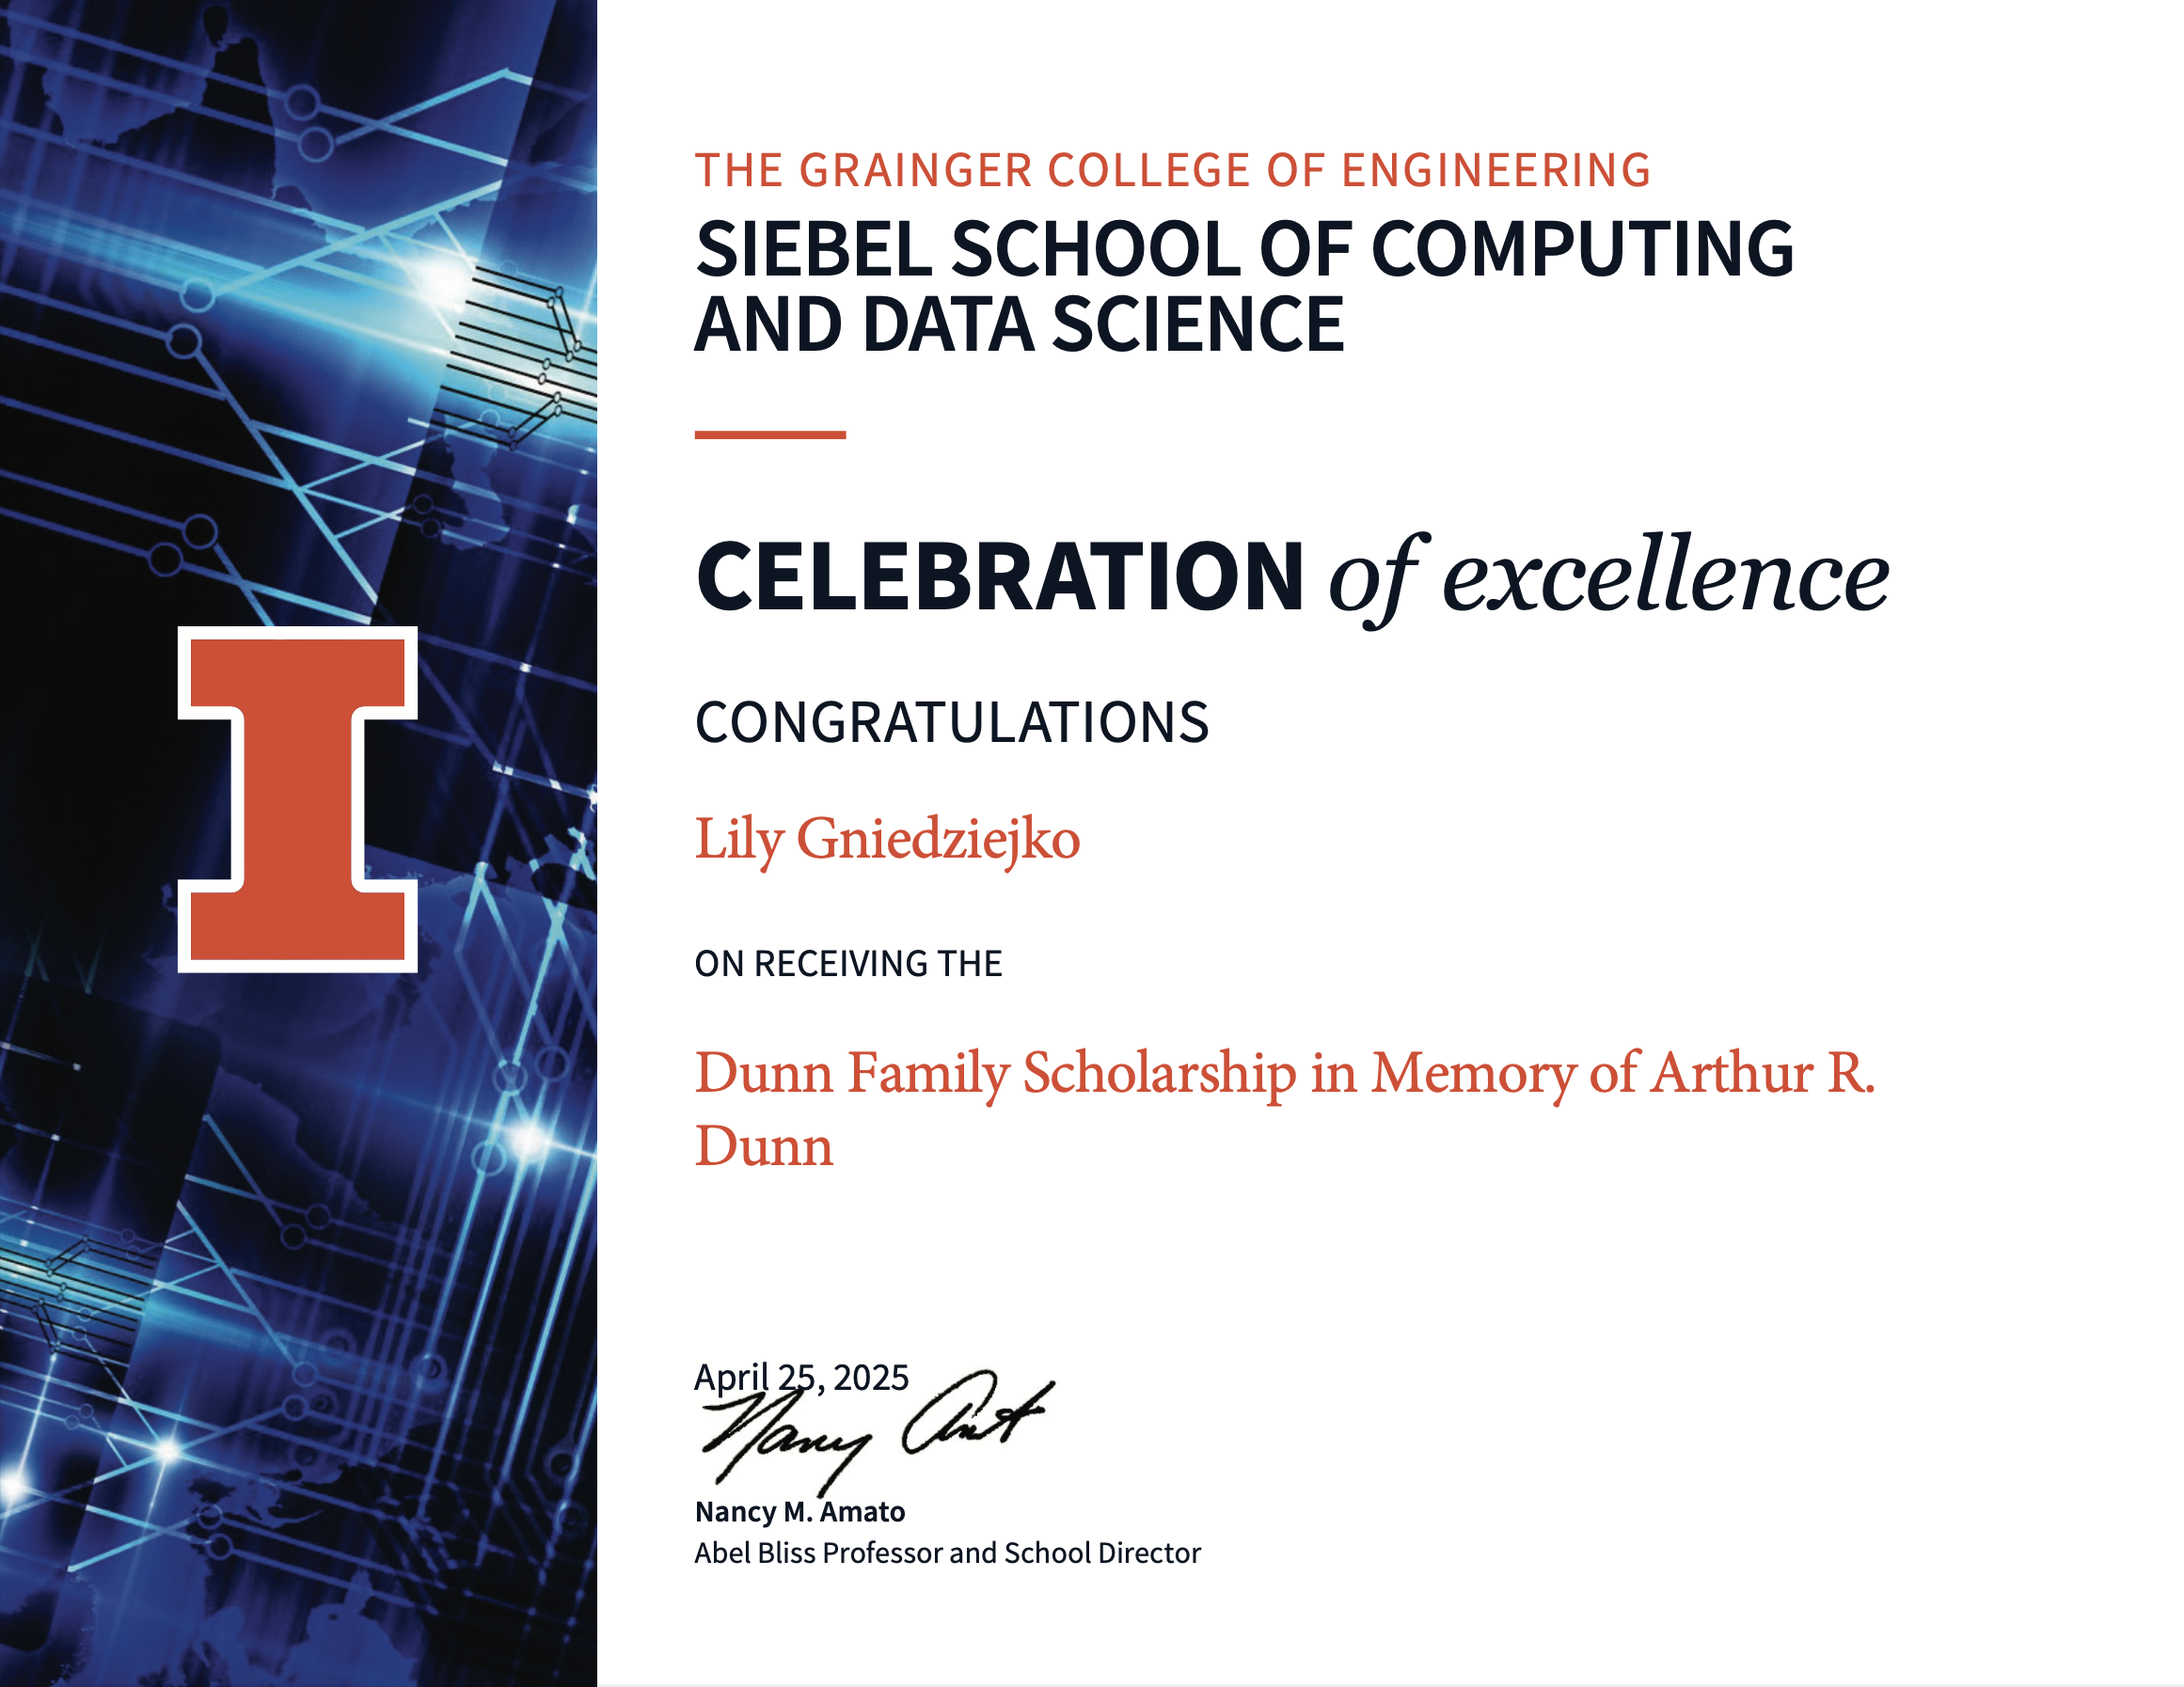 THE GRAINGER COLLEGE OF ENGINEERING
SIEBEL SCHOOL OF COMPUTING
AND DATA SCIENCE
CELEBRATION of excellence
CONGRATULATIONS
Lily Gniedziejko
ON RECEIVING THE
Dunn Family Scholarship in Memory of Arthur R.
Dunn
I
April 25, 2025
Nancy Amato
Nancy M. Amato
Abel Bliss Professor and School Director